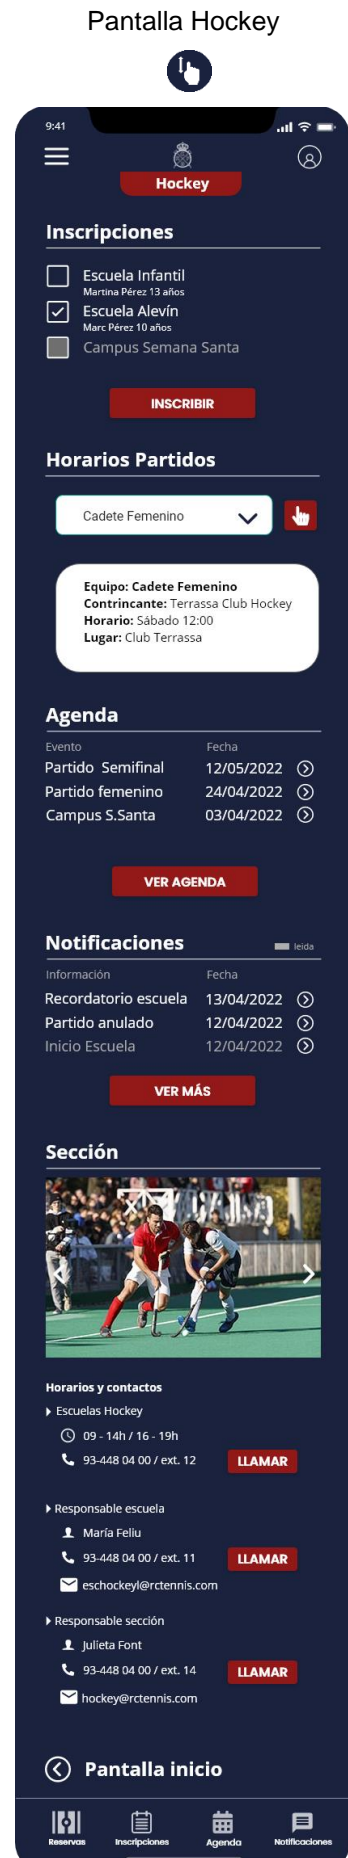 Pantalla Hockey
9:41
Hockey
Inscripciones
Escuela Infantil
Martina Pérez 13 años
Escuela Alevín
Marc Pérez 10 años
Campus Semana Santa
INSCRIBIR
Horarios Partidos
Cadete Femenino
Equipo: Cadete Femenino
Contrincante: Terrassa Club Hockey
Horario: Sábado 12:00
Lugar: Club Terrassa
Agenda
Evento Fecha
Partido Semifinal 12/05/2022
Partido femenino 24/04/2022
Campus S.Santa 03/04/2022
VER AGENDA
Notificaciones
leida
Información Fecha
Recordatorio escuela 13/04/2022
Partido anulado 12/04/2022
Inicio Escuela 12/04/2022
VER MÁS
Sección
Horarios y contactos
Escuelas Hockey
09 - 14h / 16 - 19h
93-448 04 00 / ext. 12 LLAMAR
Responsable escuela
María Feliu
93-448 04 00 / ext. 11 LLAMAR
eschockeyl@rctennis.com
Responsable sección
Julieta Font
93-448 04 00 / ext. 14 LLAMAR
hockey@rctennis.com
Pantalla inicio
Reservas Inscripciones Agenda Notificaciones